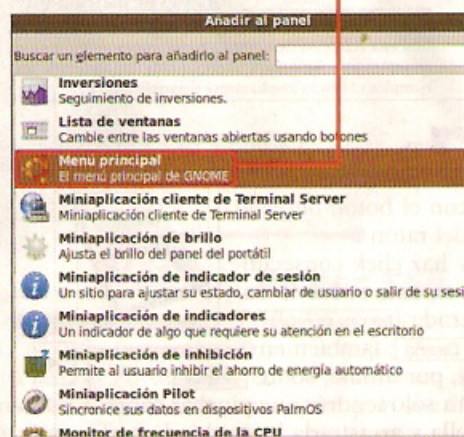 Añadir al panel
Buscar un elemento para añadirlo al panel:
Inversiones
Seguimiento de inversiones.
Lista de ventanas
Cambie entre las ventanas abiertas usando botones
Menú principal
El menú principal de GNOME
Miniaplicación cliente de Terminal Server
Miniaplicación cliente de Terminal Server
Miniaplicación de brillo
Ajusta el brillo del panel del portátil
Miniaplicación de indicador de sesión
Un sitio para ajustar su estado, cambiar de usuario o salir de su sesi
Miniaplicación de indicadores
Un indicador de algo que requiere su atención en el escritorio
Miniaplicación de inhibición
Permite al usuario inhibir el ahorro de energía automático
Miniaplicación Pilot
Sincronice sus datos en dispositivos PalmOS
Monitor de frecuencia de la CPU